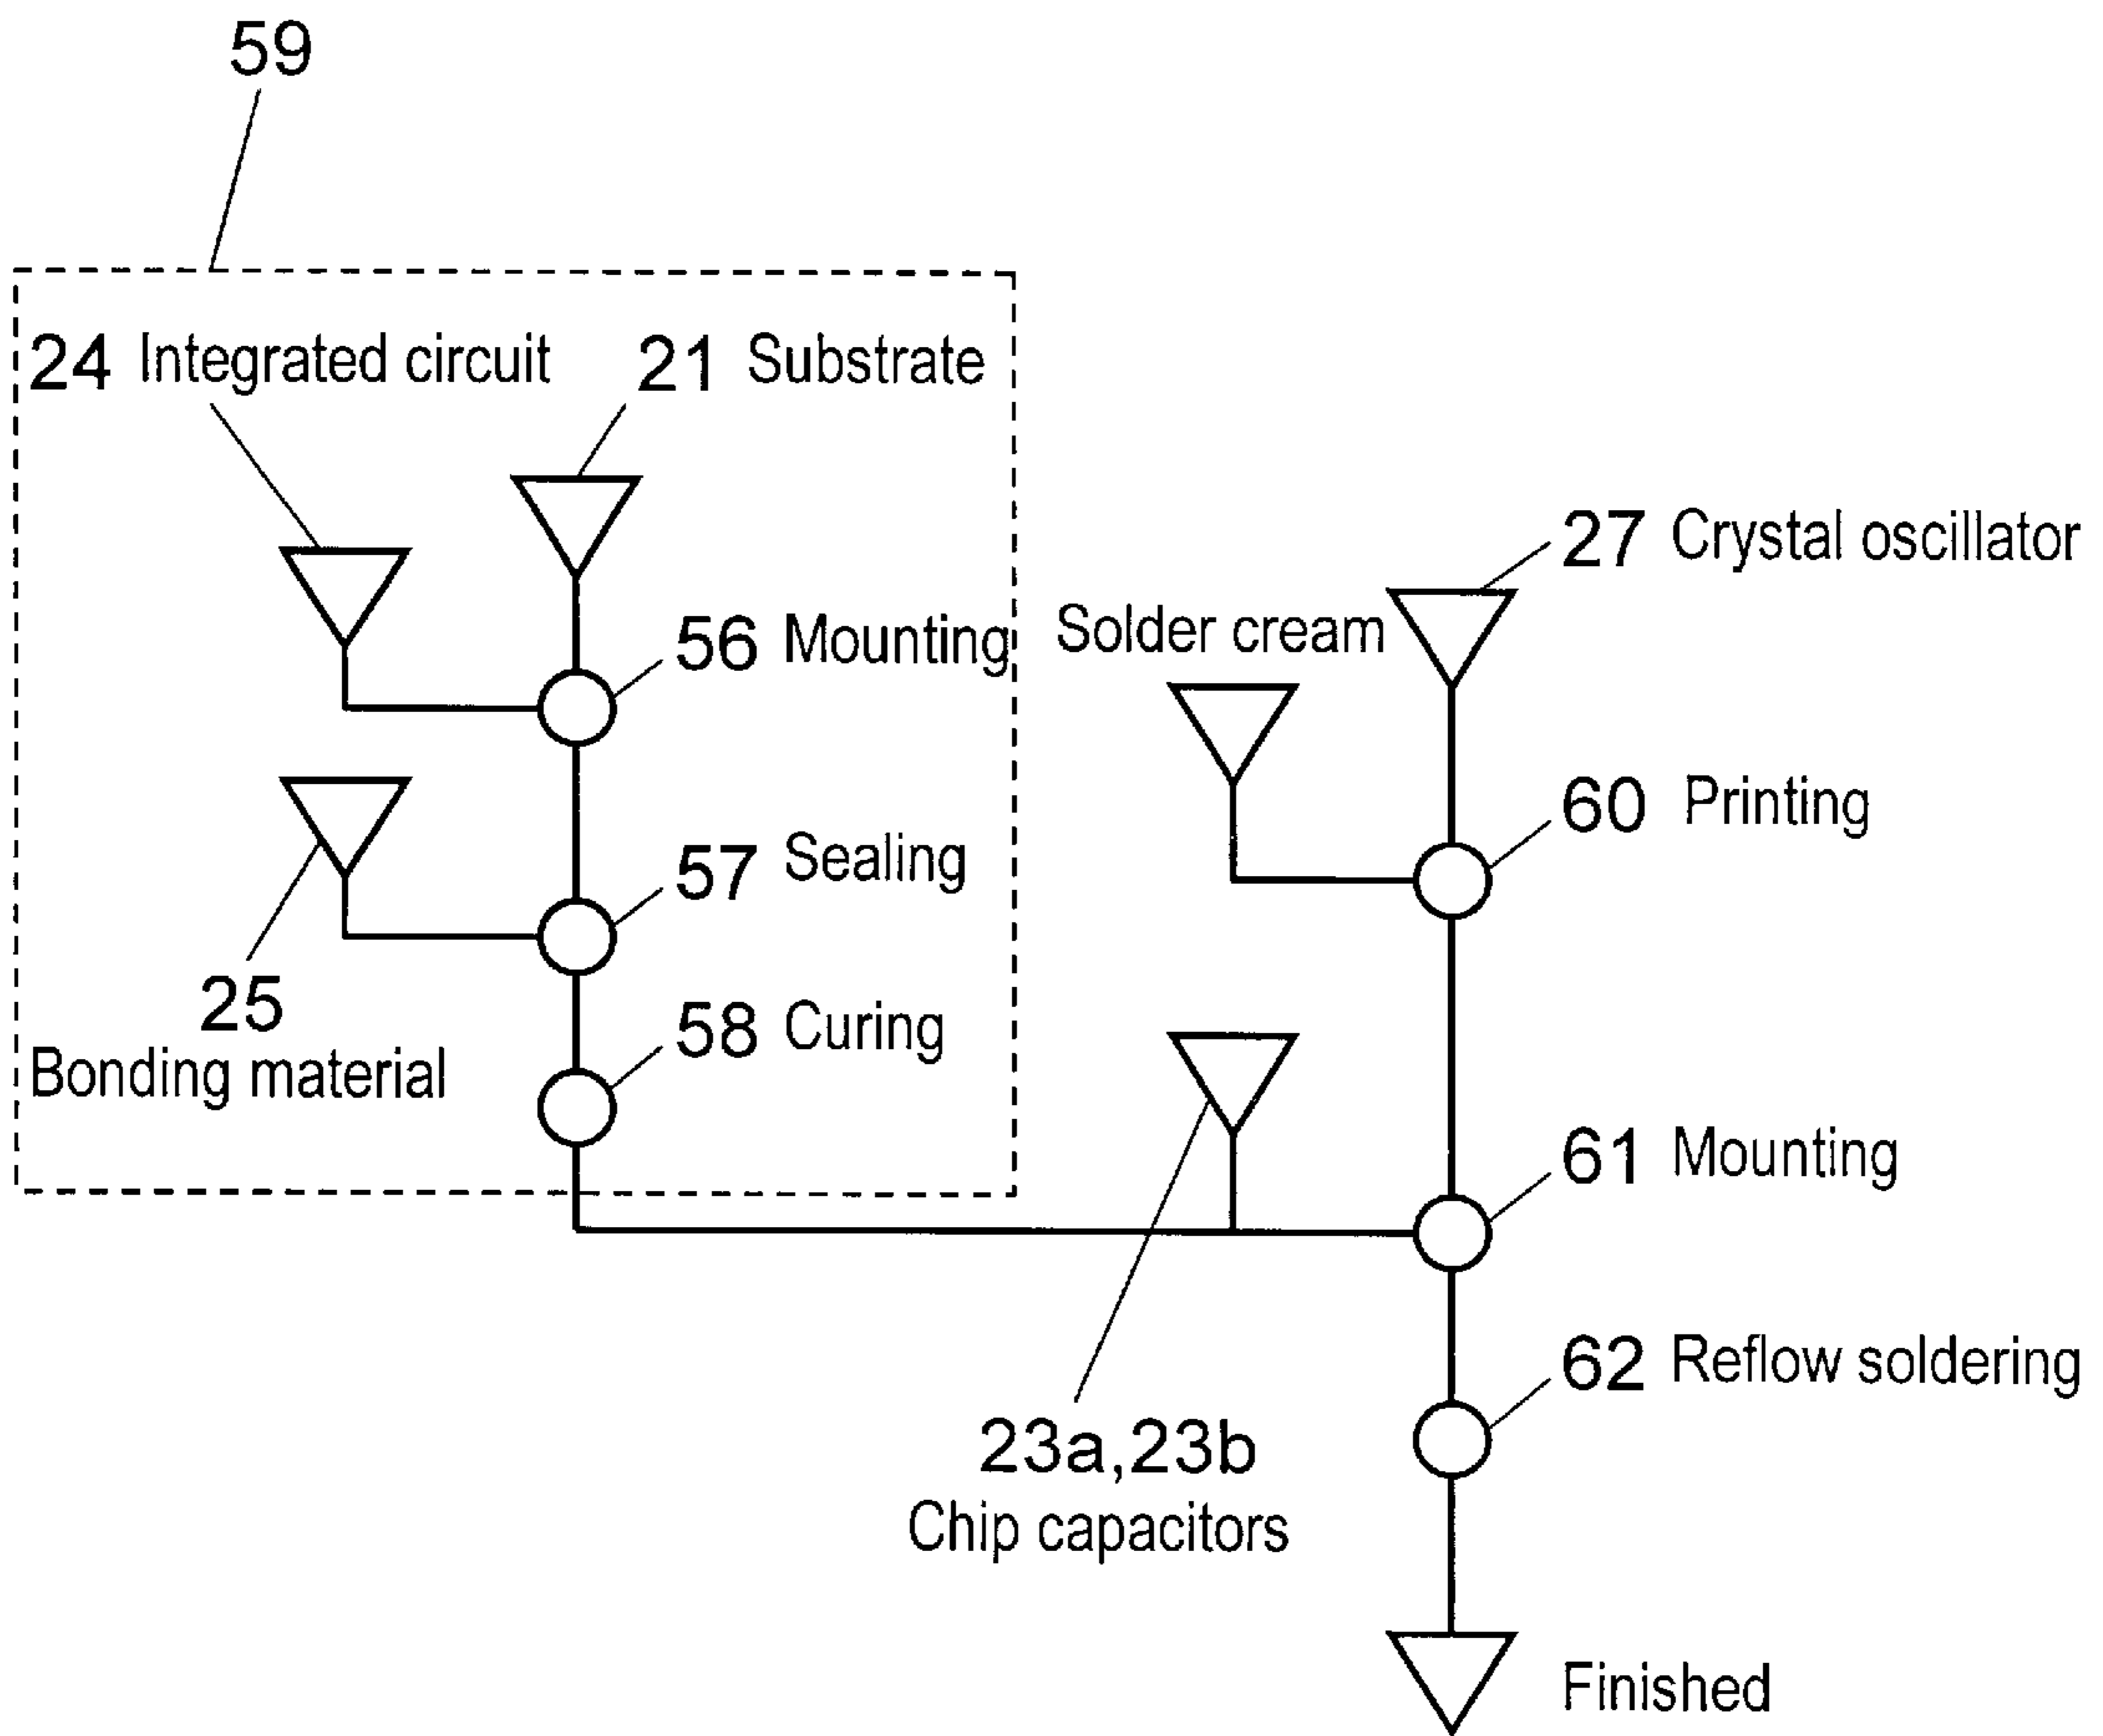 59
24 Integrated circuit
21 Substrate
27 Crystal oscillator
56 Mounting
Solder cream
60 Printing
57 Sealing
25
Bonding material
58 Curing
61 Mounting
62 Reflow soldering
23a,23b
Chip capacitors
Finished